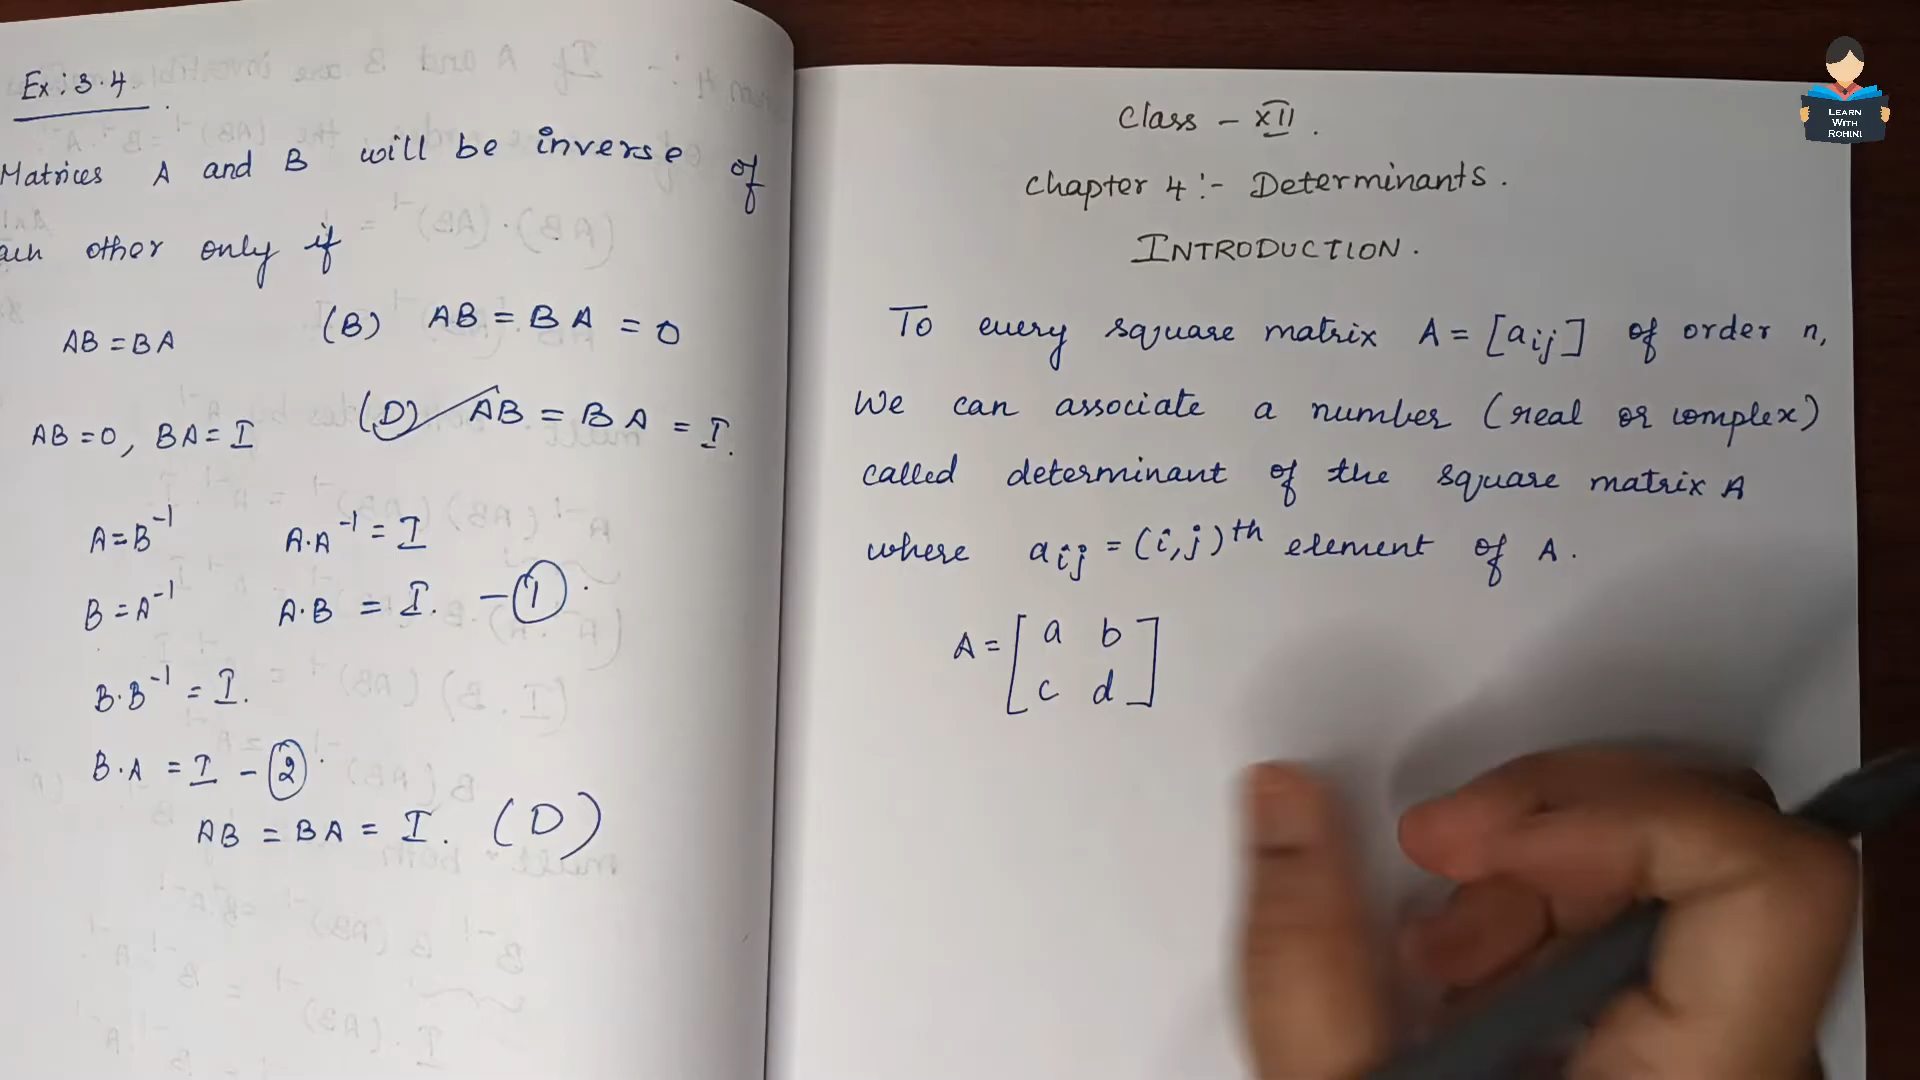 Ex: 3.4
Matrices A and B will be inverse of
other only if
AB = BA (B) AB = BA = 0
AB = 0, BA = I (D) AB = BA = I.
A = B⁻¹ A·A⁻¹ = I
B = A⁻¹ A·B = I. - ①
B·B⁻¹ = I.
B·A = I - ②
AB = BA = I. (D)
Class - XII.
Chapter 4:- Determinants.
INTRODUCTION.
To every square matrix A = [aij] of order n,
We can associate a number (real or complex)
called determinant of the square matrix A
where aij = (i,j)th element of A.
A = [a b
c d]
LEARN
WITH
ROHINI